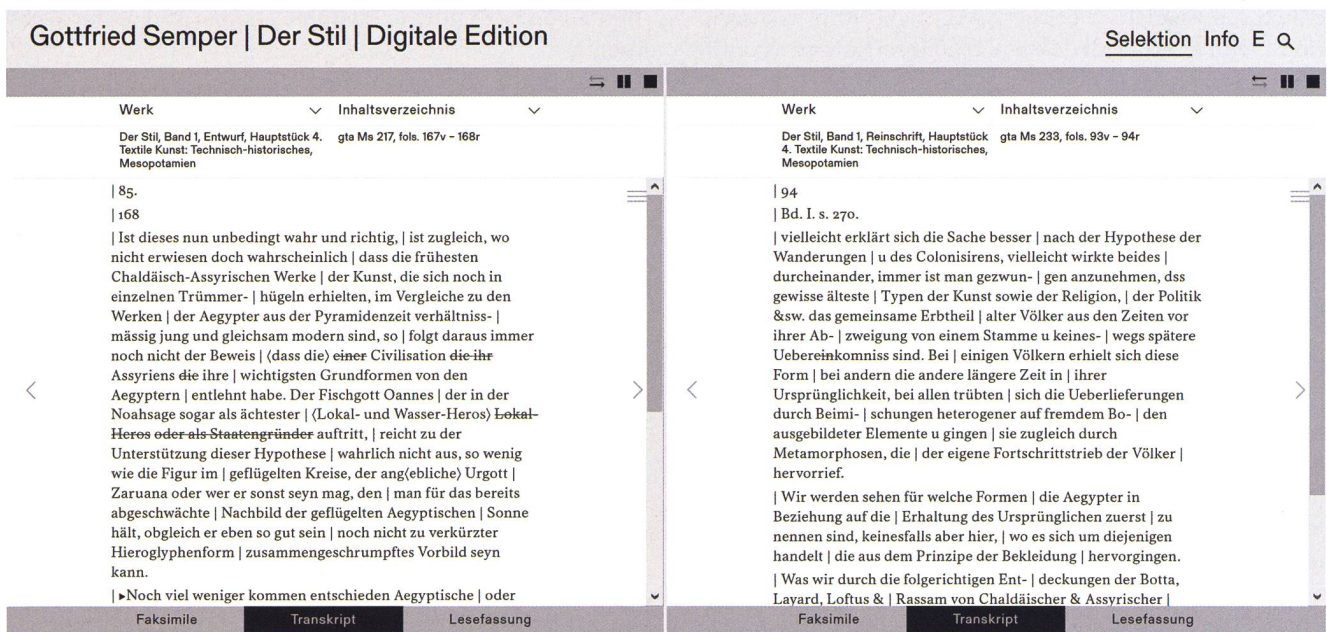 Gottfried Semper | Der Stil | Digitale Edition
Selektion Info E
Werk Inhaltsverzeichnis
Der Stil, Band 1, Entwurf, Hauptstück 4. gta Ms 217, fols. 167v – 168r
Textile Kunst: Technisch-historisches,
Mesopotamien
| 85.
| 168
| Ist dieses nun unbedingt wahr und richtig, | ist zugleich, wo
nicht erwiesen doch wahrscheinlich | dass die frühesten
Chaldäisch-Assyrischen Werke | der Kunst, die sich noch in
einzelnen Trümmer- | hügeln erhielten, im Vergleiche zu den
Werken | der Aegypter aus der Pyramidenzeit verhältniss- |
mässig jung und gleichsam modern sind, so | folgt daraus immer
noch nicht der Beweis | ⟨dass die⟩ einer Civilisation die ihr
Assyriens die ihre | wichtigsten Grundformen von den
Aegyptern | entlehnt habe. Der Fischgott Oannes | der in der
Noahsage sogar als ächtester | ⟨Lokal- und Wasser-Heros⟩ Lokal-
Heros oder als Staatengründer auftritt, | reicht zu der
Unterstützung dieser Hypothese | wahrlich nicht aus, so wenig
wie die Figur im | geflügelten Kreise, der ang⟨ebliche⟩ Urgott |
Zaruana oder wer er sonst seyn mag, den | man für das bereits
abgeschwächte | Nachbild der geflügelten Aegyptischen | Sonne
hält, obgleich er eben so gut sein | noch nicht zu verkürzter
Hieroglyphenform | zusammengeschrumpftes Vorbild seyn
kann.
| ▸Noch viel weniger kommen entschieden Aegyptische | oder
Faksimile Transkript Lesefassung
Werk Inhaltsverzeichnis
Der Stil, Band 1, Reinschrift, Hauptstück gta Ms 233, fols. 93v – 94r
4. Textile Kunst: Technisch-historisches,
Mesopotamien
| 94
| Bd. I. s. 270.
| vielleicht erklärt sich die Sache besser | nach der Hypothese der
Wanderungen | u des Colonisirens, vielleicht wirkte beides |
durcheinander, immer ist man gezwun- | gen anzunehmen, dss
gewisse älteste | Typen der Kunst sowie der Religion, | der Politik
&sw. das gemeinsame Erbtheil | alter Völker aus den Zeiten vor
ihrer Ab- | zweigung von einem Stamme u keines- | wegs spätere
Uebereinkomniss sind. Bei | einigen Völkern erhielt sich diese
Form | bei andern die andere längere Zeit in | ihrer
Ursprünglichkeit, bei allen trübten | sich die Ueberlieferungen
durch Beimi- | schungen heterogener auf fremdem Bo- | den
ausgebildeter Elemente u gingen | sie zugleich durch
Metamorphosen, die | der eigene Fortschrittstrieb der Völker |
hervorrief.
| Wir werden sehen für welche Formen | die Aegypter in
Beziehung auf die | Erhaltung des Ursprünglichen zuerst | zu
nennen sind, keinesfalls aber hier, | wo es sich um diejenigen
handelt | die aus dem Prinzipe der Bekleidung | hervorgingen.
| Was wir durch die folgerichtigen Ent- | deckungen der Botta,
Layard, Loftus & | Rassam von Chaldäischer & Assyrischer |
Faksimile Transkript Lesefassung